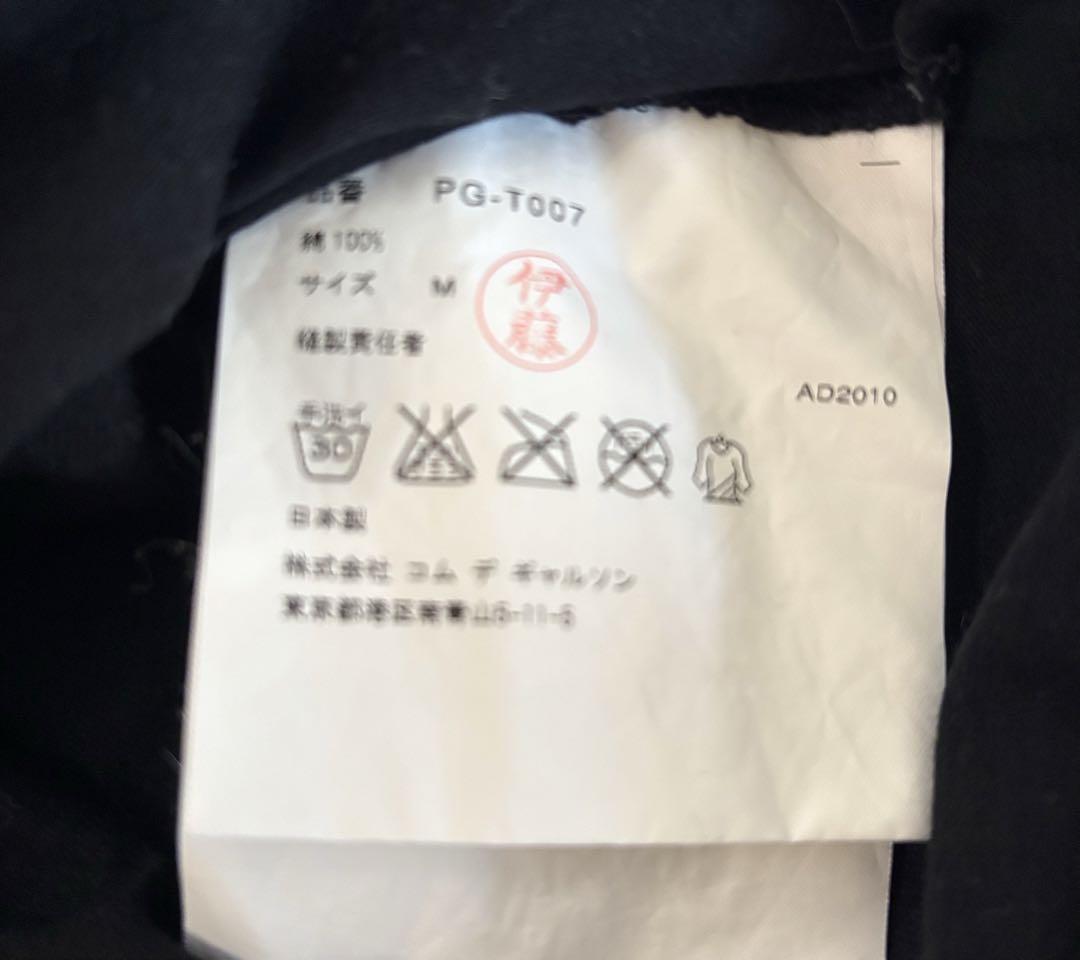 品番 PG-T007
綿 100%
サイズ M
伊藤
縫製責任者
AD2010
手洗イ
30
日本製
株式会社 コム デ ギャルソン
東京都港区南青山5-11-5